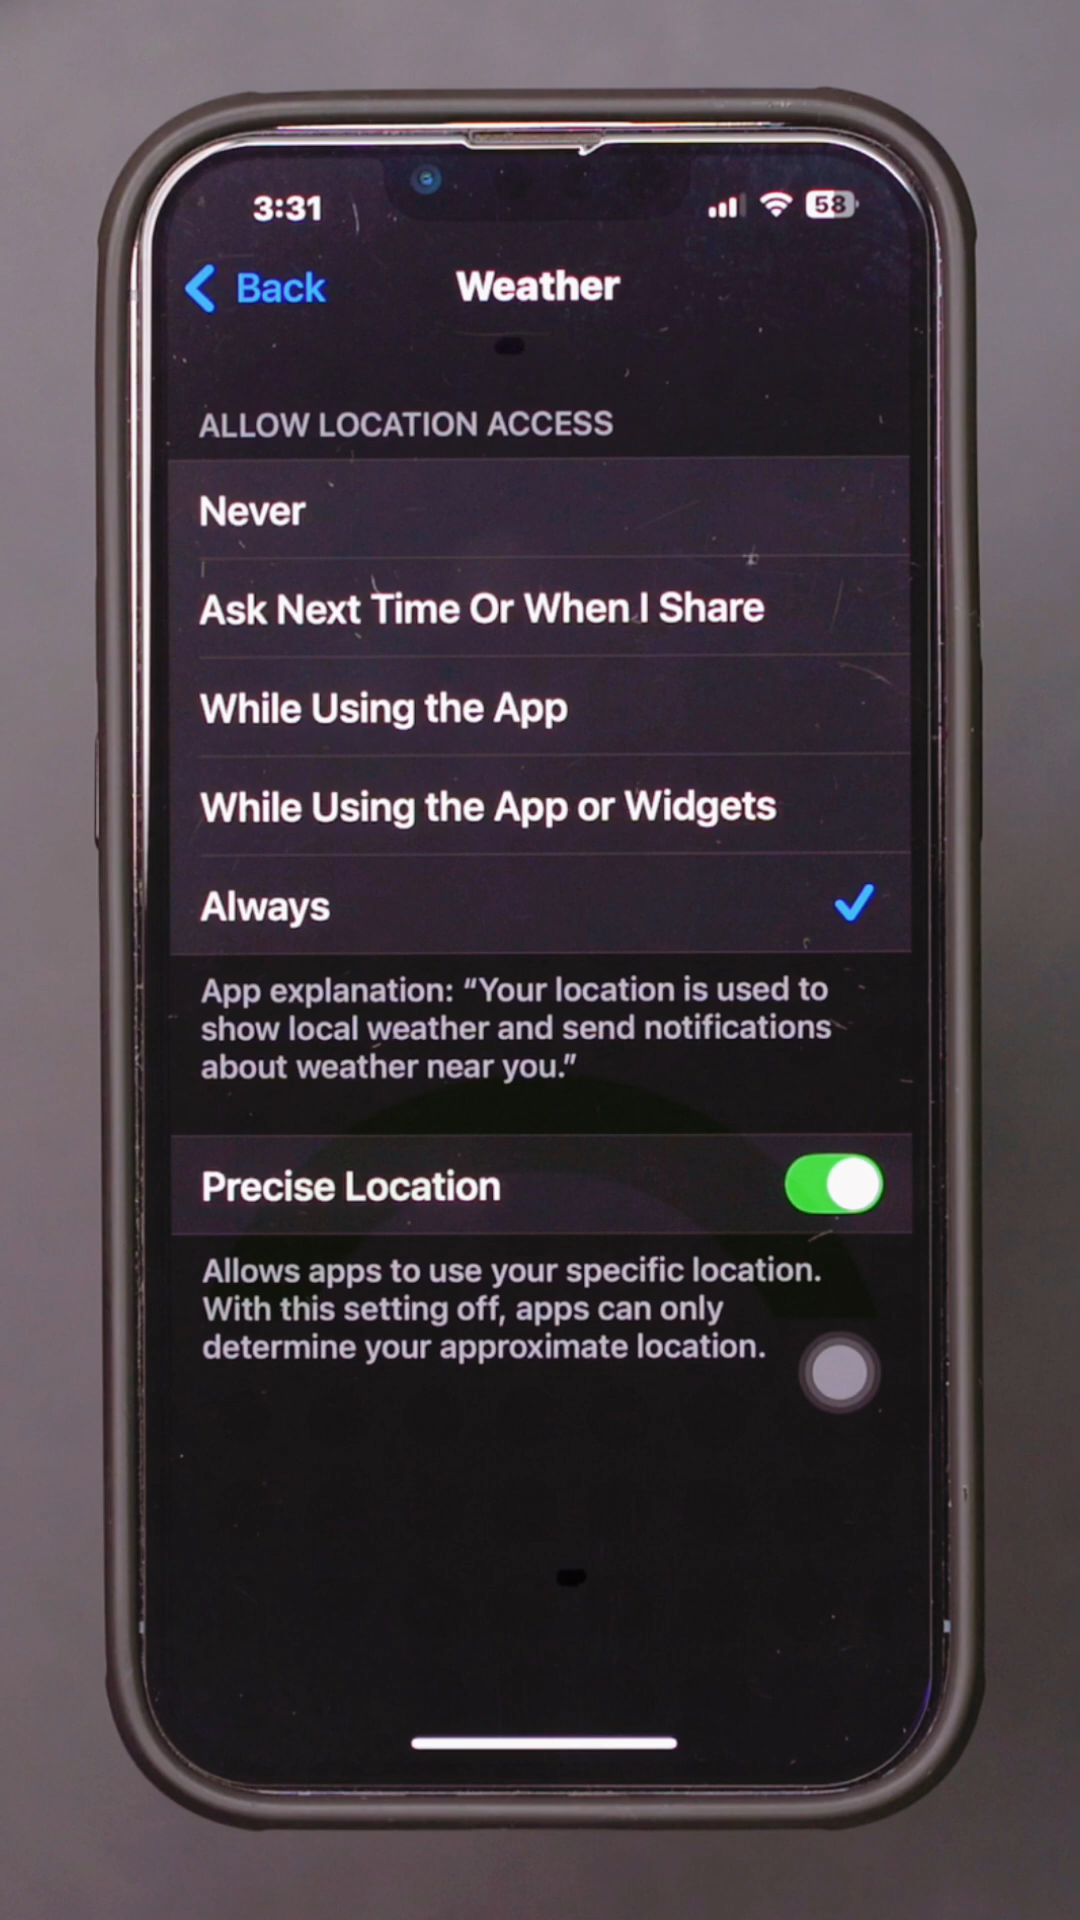 3:31
58
Back
Weather
ALLOW LOCATION ACCESS
Never
Ask Next Time Or When I Share
While Using the App
While Using the App or Widgets
Always
App explanation: “Your location is used to
show local weather and send notifications
about weather near you.”
Precise Location
Allows apps to use your specific location.
With this setting off, apps can only
determine your approximate location.